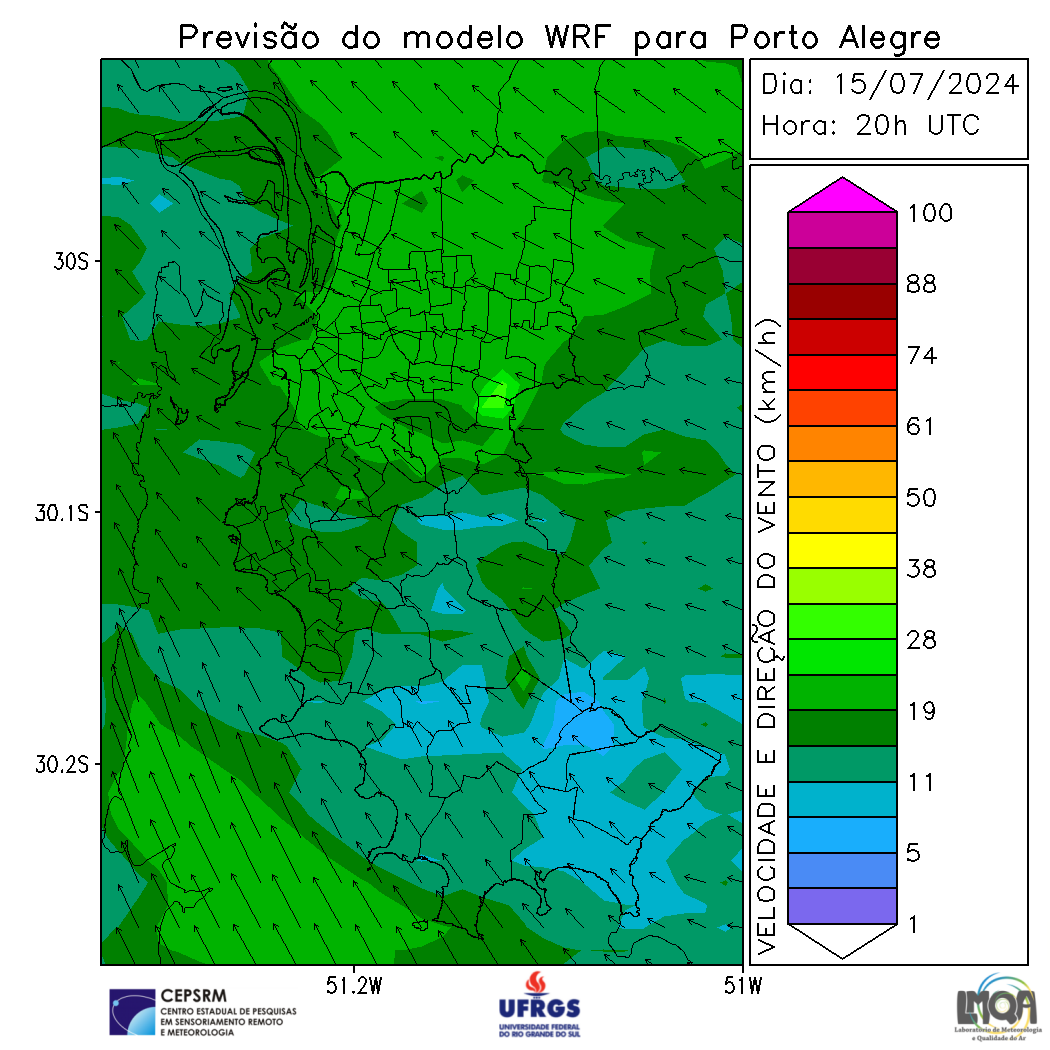 Previsão do modelo WRF para Porto Alegre
Dia: 15/07/2024
Hora: 20h UTC
30S
30.1S
30.2S
51.2W
51W
VELOCIDADE E DIREÇÃO DO VENTO (km/h)
100
88
74
61
50
38
28
19
11
5
1
CEPSRM
CENTRO ESTADUAL DE PESQUISAS
EM SENSORIAMENTO REMOTO
E METEOROLOGIA
UFRGS
UNIVERSIDADE FEDERAL
DO RIO GRANDE DO SUL
LMQA
Laboratório de Meteorologia
e Qualidade do Ar